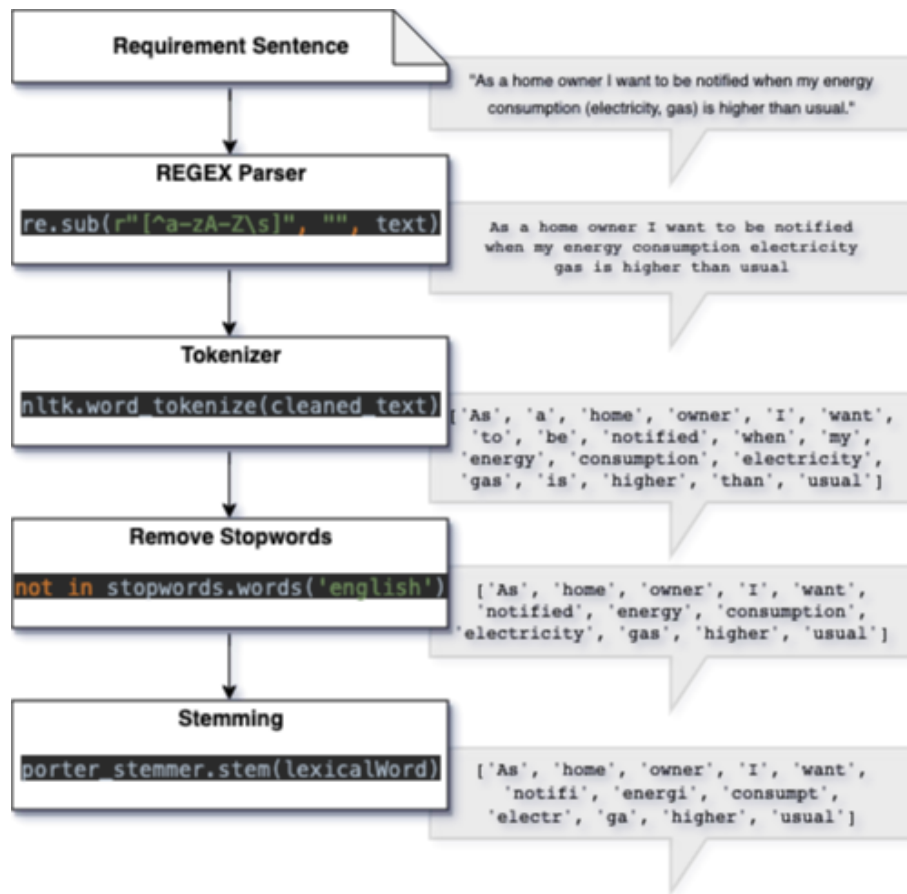 Requirement Sentence
"As a home owner I want to be notified when my energy
consumption (electricity, gas) is higher than usual."
REGEX Parser
re.sub(r"[^a-zA-Z\s]", "", text)
As a home owner I want to be notified
when my energy consumption electricity
gas is higher than usual
Tokenizer
nltk.word_tokenize(cleaned_text)
['As', 'a', 'home', 'owner', 'I', 'want',
'to', 'be', 'notified', 'when', 'my',
'energy', 'consumption', 'electricity',
'gas', 'is', 'higher', 'than', 'usual']
Remove Stopwords
not in stopwords.words('english')
['As', 'home', 'owner', 'I', 'want',
'notified', 'energy', 'consumption',
'electricity', 'gas', 'higher', 'usual']
Stemming
porter_stemmer.stem(lexicalWord)
['As', 'home', 'owner', 'I', 'want',
'notifi', 'energi', 'consumpt',
'electr', 'ga', 'higher', 'usual']